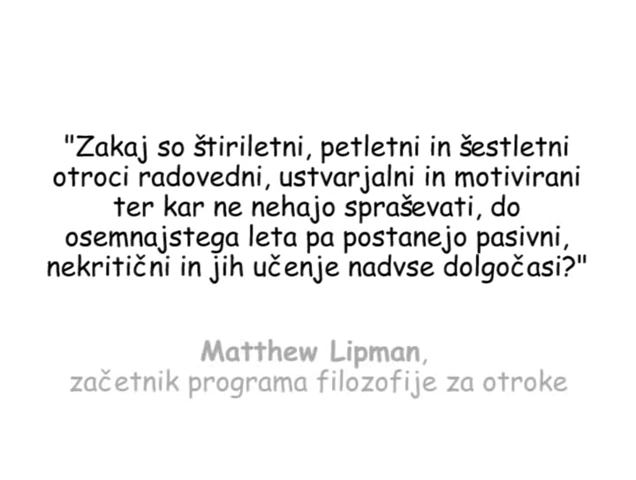 "Zakaj so štiriletni, petletni in šestletni
otroci radovedni, ustvarjalni in motivirani
ter kar ne nehajo spraševati, do
osemnajstega leta pa postanejo pasivni,
nekritični in jih učenje nadvse dolgočasi?"
Matthew Lipman,
začetnik programa filozofije za otroke